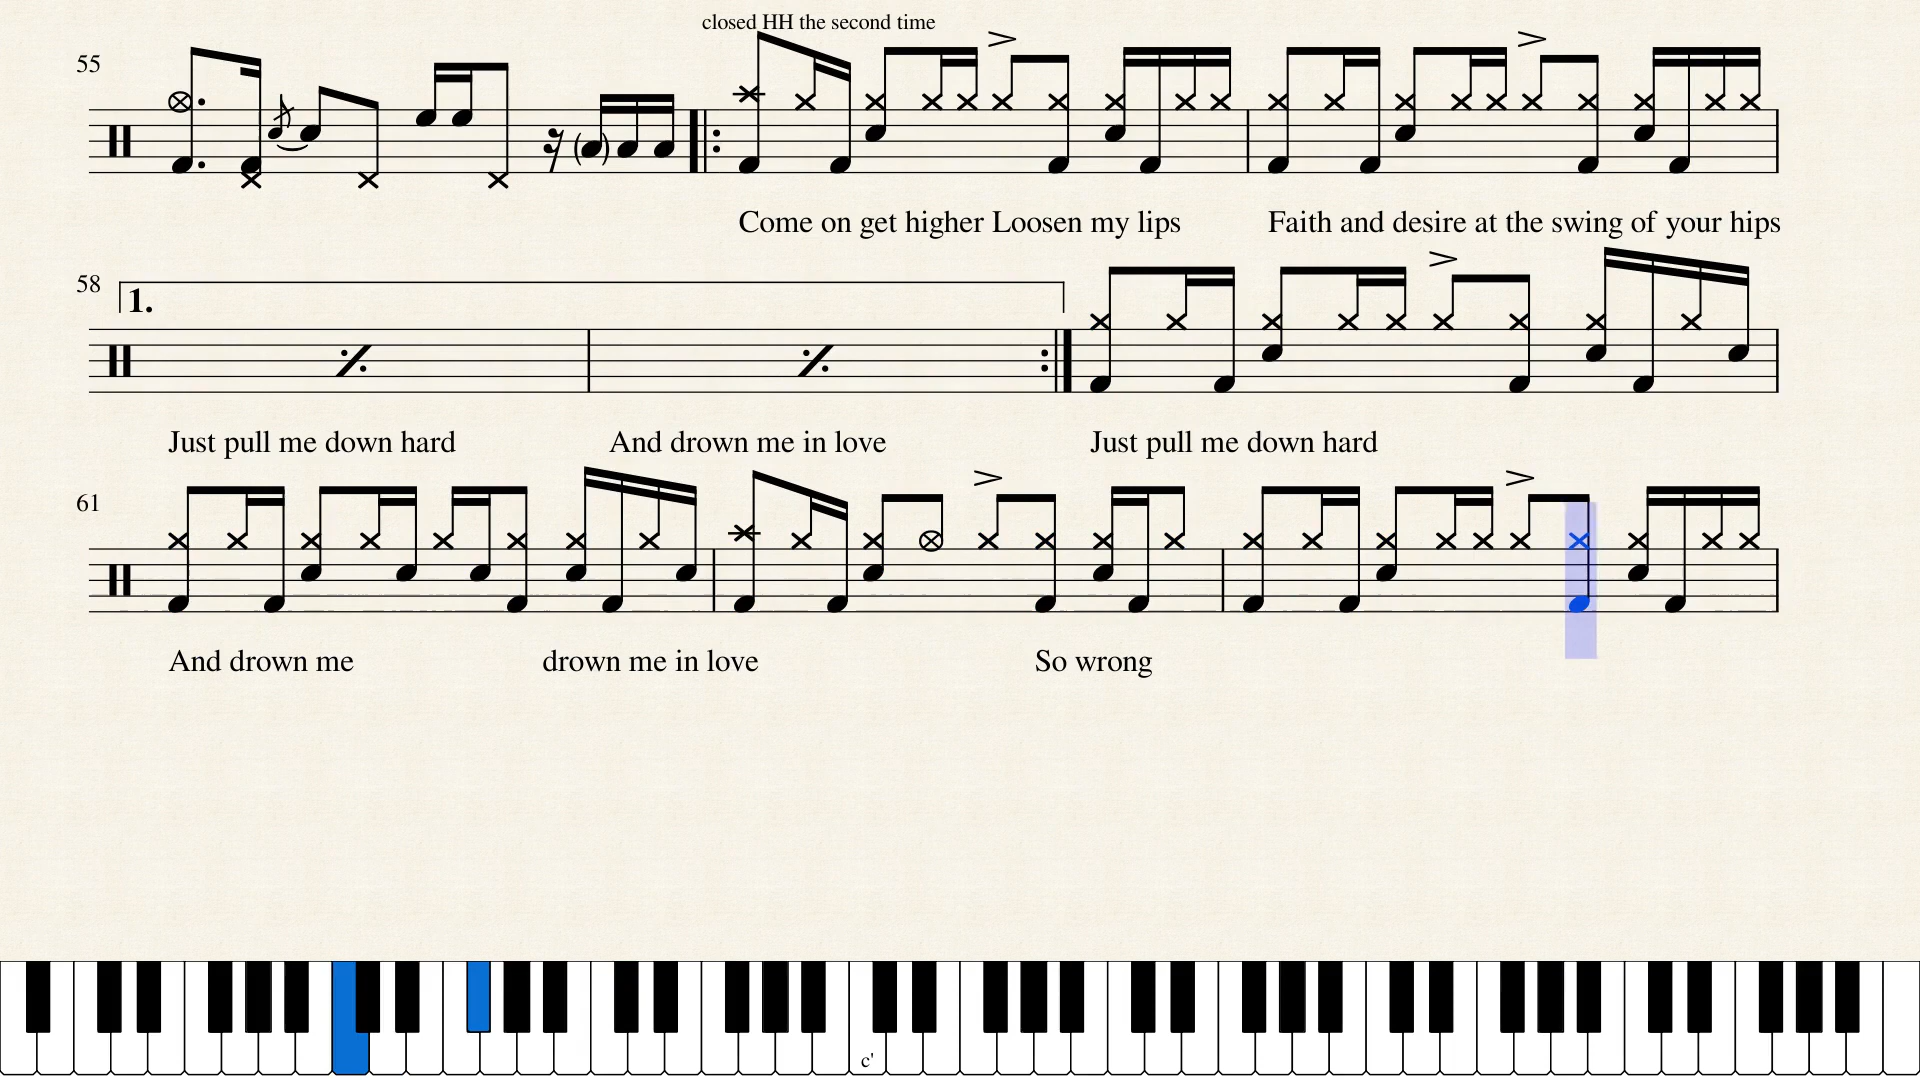 closed HH the second time
55
Come on get higher Loosen my lips Faith and desire at the swing of your hips
58
1.
Just pull me down hard And drown me in love Just pull me down hard
61
And drown me drown me in love So wrong
c'